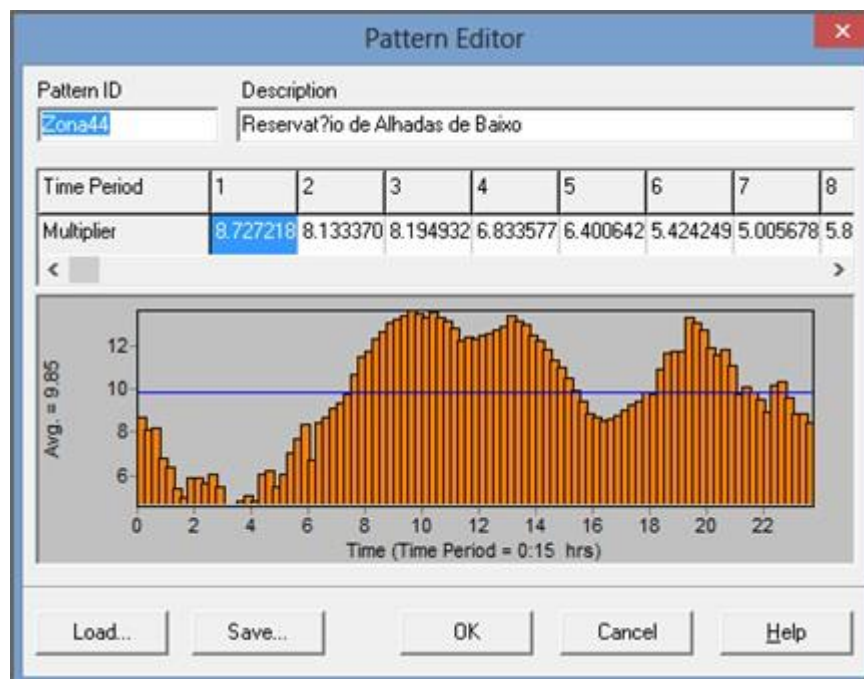 Pattern Editor
Pattern ID Description
Zona44 Reservat?io de Alhadas de Baixo
Time Period 1 2 3 4 5 6 7 8
Multiplier 8.727218 8.133370 8.194932 6.833577 6.400642 5.424249 5.005678 5.8
Avg. = 9.85
12
10
8
6
0 2 4 6 8 10 12 14 16 18 20 22
Time (Time Period = 0:15 hrs)
Load... Save... OK Cancel Help